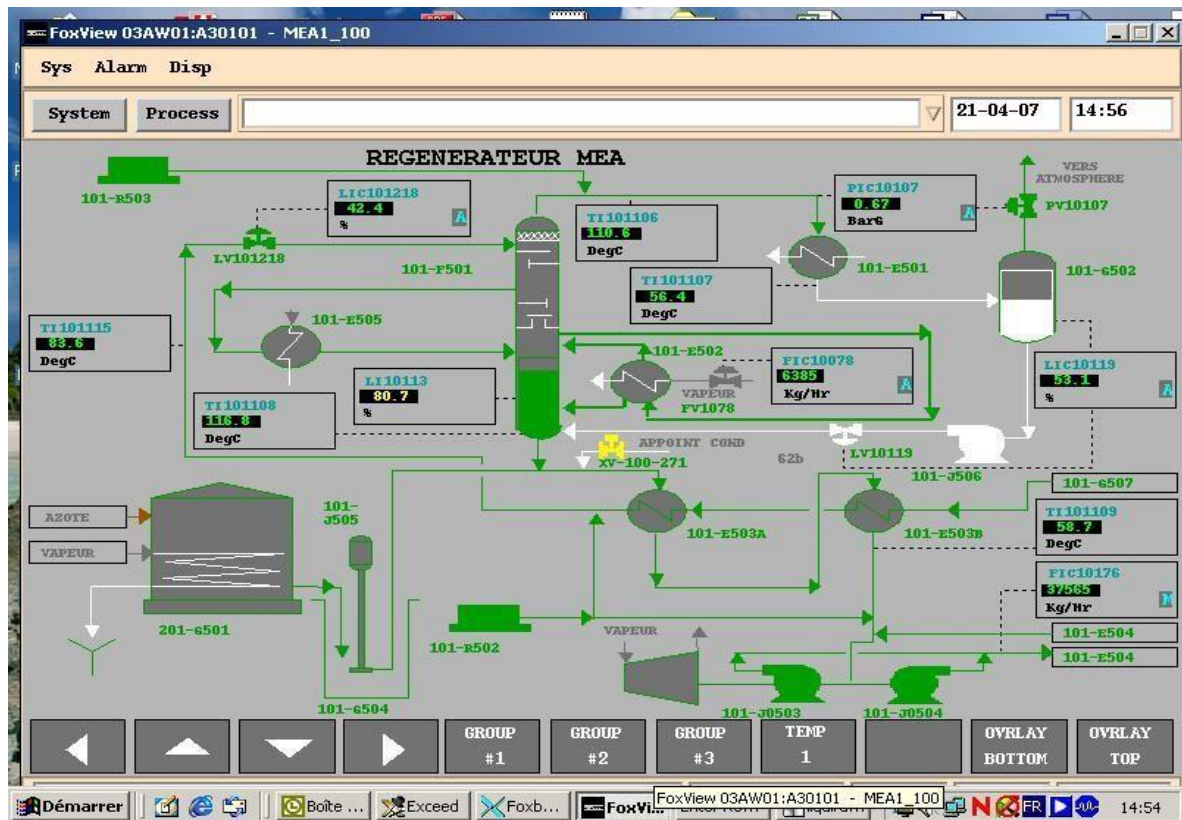 FoxView 03AW01:A30101 - MEA1_100
Sys Alarm Disp
System Process 21-04-07 14:56
REGENERATEUR MEA
101-R503
LIC101218
42.4
%
A
LV101218
TI101106
110.6
DegC
PIC10107
0.67
BarG
A
VERS
ATMOSPHERE
PV10107
101-F501
101-E501
101-G502
TI101107
56.4
DegC
TI101115
83.6
DegC
101-E505
101-E502
LI10113
80.7
%
VAPEUR
FV1078
FIC10078
6385
Kg/Hr
A
LIC10119
53.1
%
A
TI101108
116.8
DegC
APPOINT COND
XV-100-271
62b
LV10119
101-J506
101-G507
AZOTE
VAPEUR
101-
J505
101-E503A
101-E503B
TI101109
58.7
DegC
FIC10176
37565
Kg/Hr
M
201-G501
101-R502
VAPEUR
101-E504
101-E504
101-G504
101-J0503
101-J0504
GROUP
#1
GROUP
#2
GROUP
#3
TEMP
1
OVRLAY
BOTTOM
OVRLAY
TOP
Démarrer Boîte ... Exceed Foxb... FoxVi... FoxView 03AW01:A30101 - MEA1_100 FR 14:54